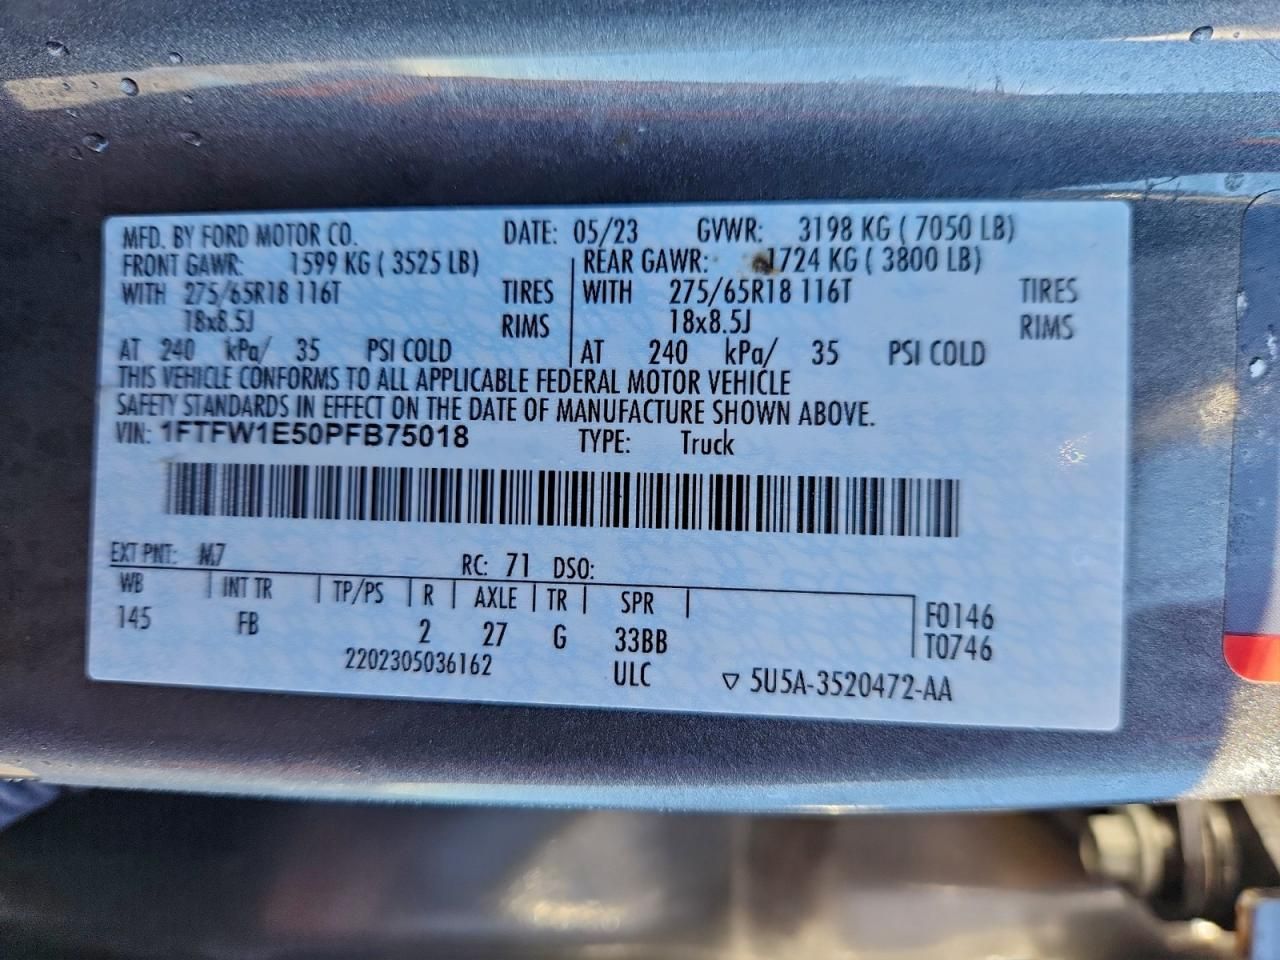 MFD. BY FORD MOTOR CO. DATE: 05/23 GVWR: 3198 KG ( 7050 LB)
FRONT GAWR: 1599 KG ( 3525 LB) REAR GAWR: 1724 KG ( 3800 LB)
WITH 275/65R18 116T TIRES WITH 275/65R18 116T TIRES
18x8.5J RIMS 18x8.5J RIMS
AT 240 kPa/ 35 PSI COLD AT 240 kPa/ 35 PSI COLD
THIS VEHICLE CONFORMS TO ALL APPLICABLE FEDERAL MOTOR VEHICLE
SAFETY STANDARDS IN EFFECT ON THE DATE OF MANUFACTURE SHOWN ABOVE.
VIN: 1FTFW1E50PFB75018 TYPE: Truck
EXT PNT: M7 RC: 71 DSO:
WB INT TR TP/PS R AXLE TR SPR F0146
145 FB 2 27 G 33BB T0746
2202305036162 ULC ▽ 5U5A-3520472-AA